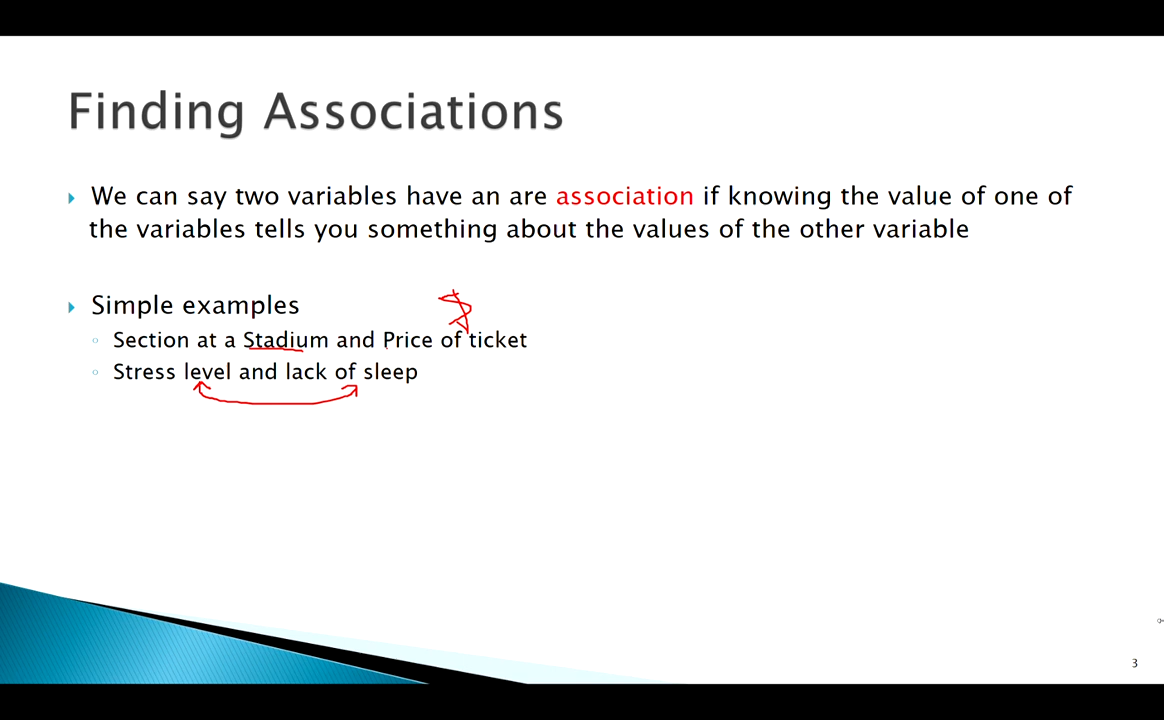 Finding Associations
We can say two variables have an are association if knowing the value of one of
the variables tells you something about the values of the other variable
Simple examples
$
Section at a Stadium and Price of ticket
Stress level and lack of sleep
3